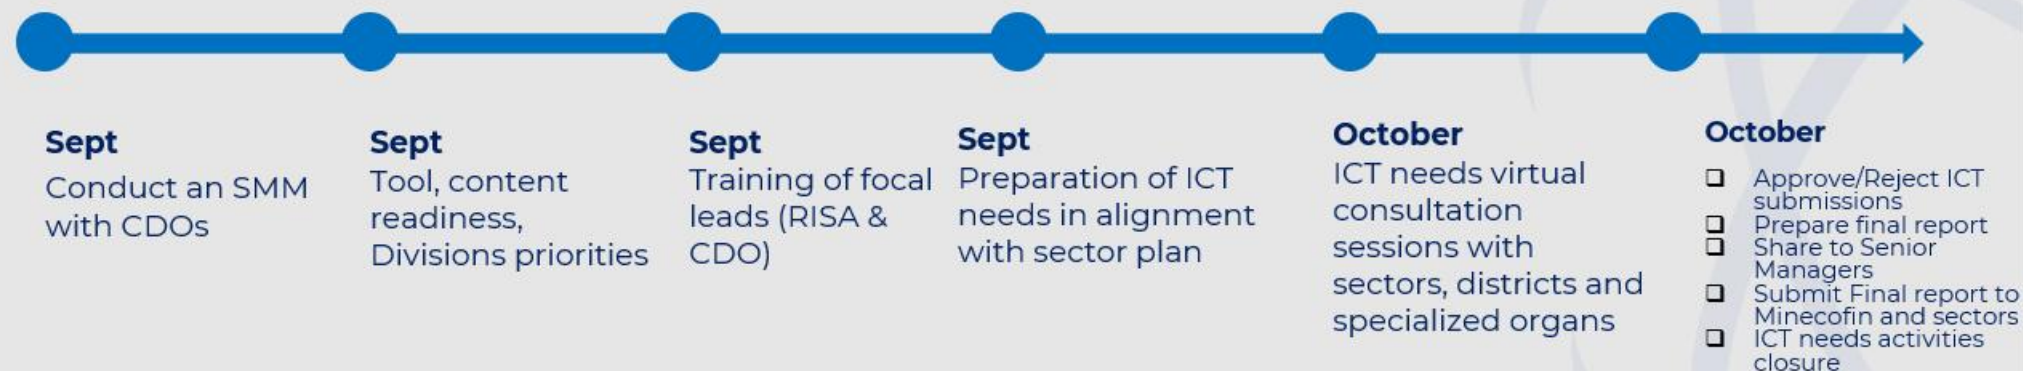 Sept
Conduct an SMM
with CDOs
Sept
Tool, content
readiness,
Divisions priorities
Sept
Training of focal
leads (RISA &
CDO)
Sept
Preparation of ICT
needs in alignment
with sector plan
October
ICT needs virtual
consultation
sessions with
sectors, districts and
specialized organs
October
Approve/Reject ICT
submissions
Prepare final report
Share to Senior
Managers
Submit Final report to
Minecofin and sectors
ICT needs activities
closure